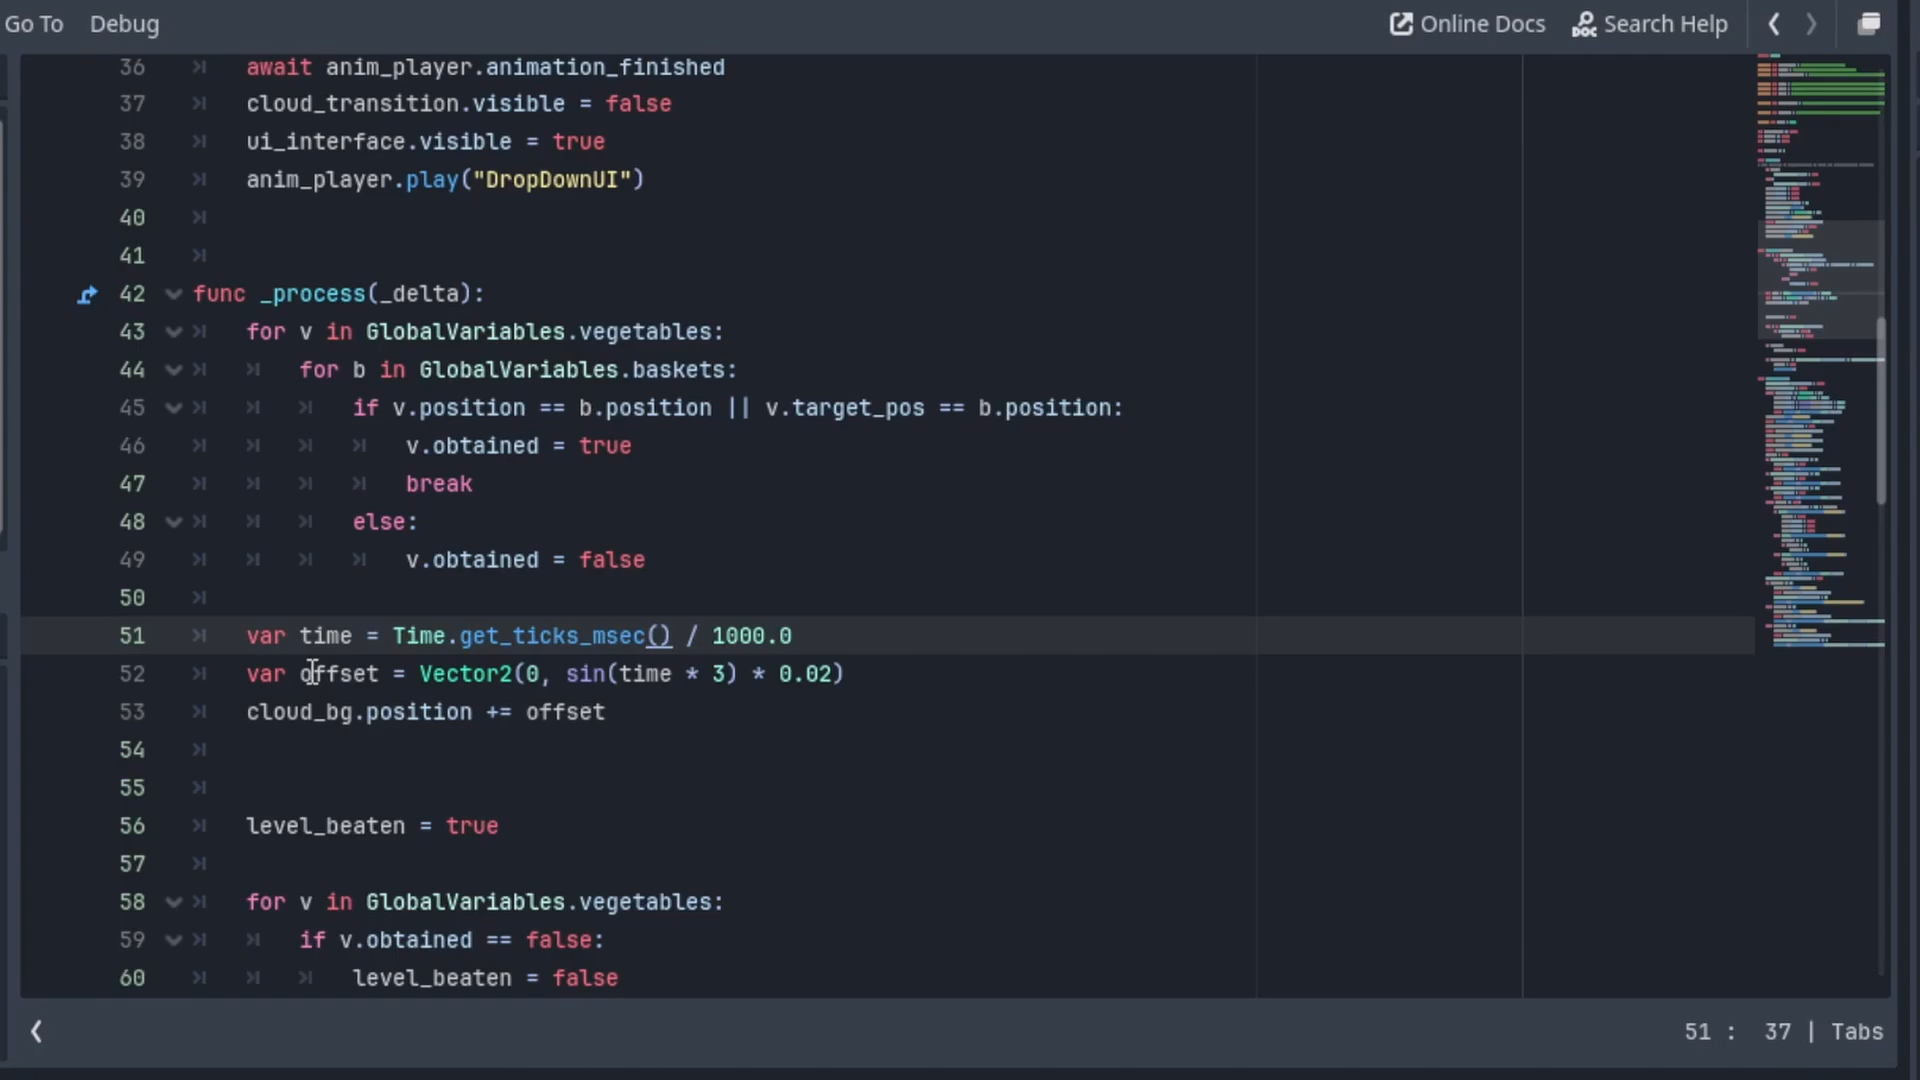 Go To Debug Online Docs Search Help
36 await anim_player.animation_finished
37 cloud_transition.visible = false
38 ui_interface.visible = true
39 anim_player.play("DropDownUI")
40
41
42 func _process(_delta):
43 for v in GlobalVariables.vegetables:
44 for b in GlobalVariables.baskets:
45 if v.position == b.position || v.target_pos == b.position:
46 v.obtained = true
47 break
48 else:
49 v.obtained = false
50
51 var time = Time.get_ticks_msec() / 1000.0
52 var offset = Vector2(0, sin(time * 3) * 0.02)
53 cloud_bg.position += offset
54
55
56 level_beaten = true
57
58 for v in GlobalVariables.vegetables:
59 if v.obtained == false:
60 level_beaten = false
51 : 37 | Tabs